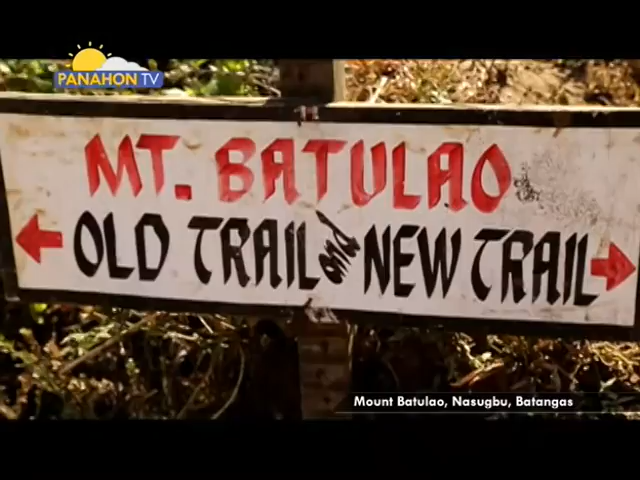 PANAHON TV
MT. BATULAO
OLD TRAIL and NEW TRAIL
Mount Batulao, Nasugbu, Batangas